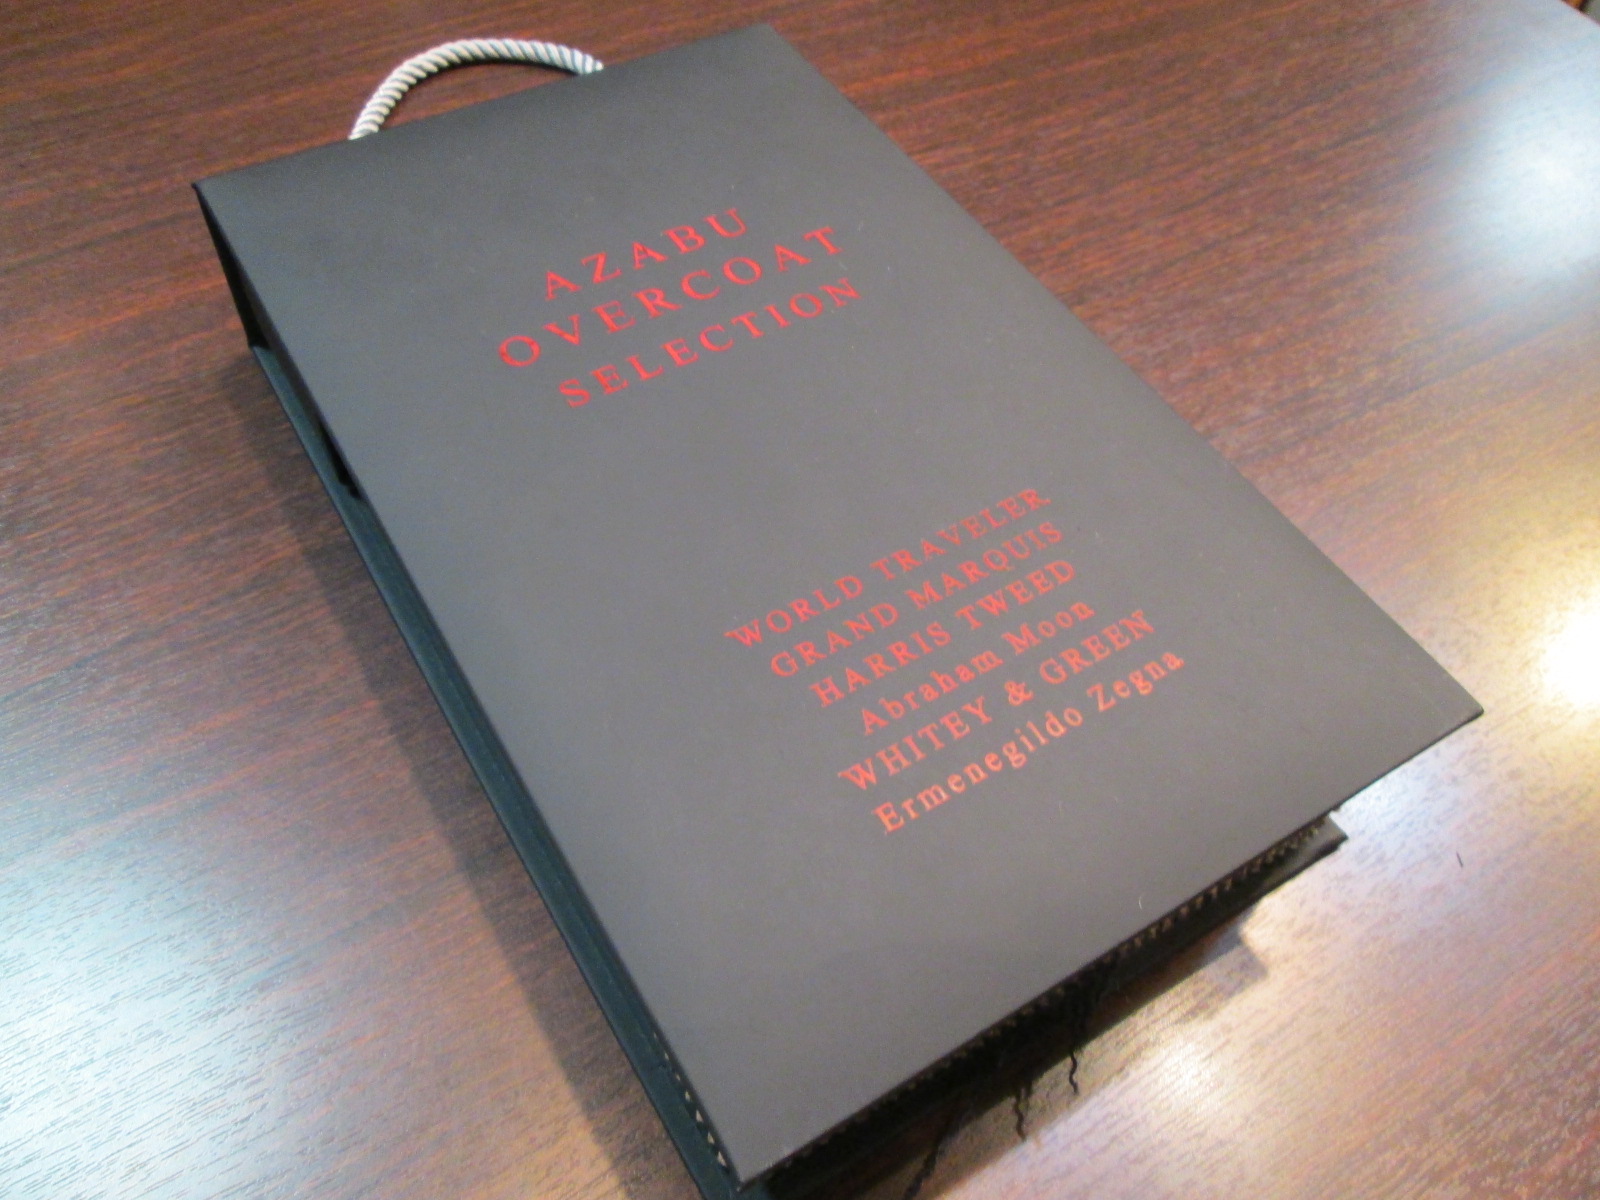 AZABU
OVERCOAT
SELECTION
WORLD TRAVELER
GRAND MARQUIS
HARRIS TWEED
Abraham Moon
WHITEY & GREEN
Ermenegildo Zegna